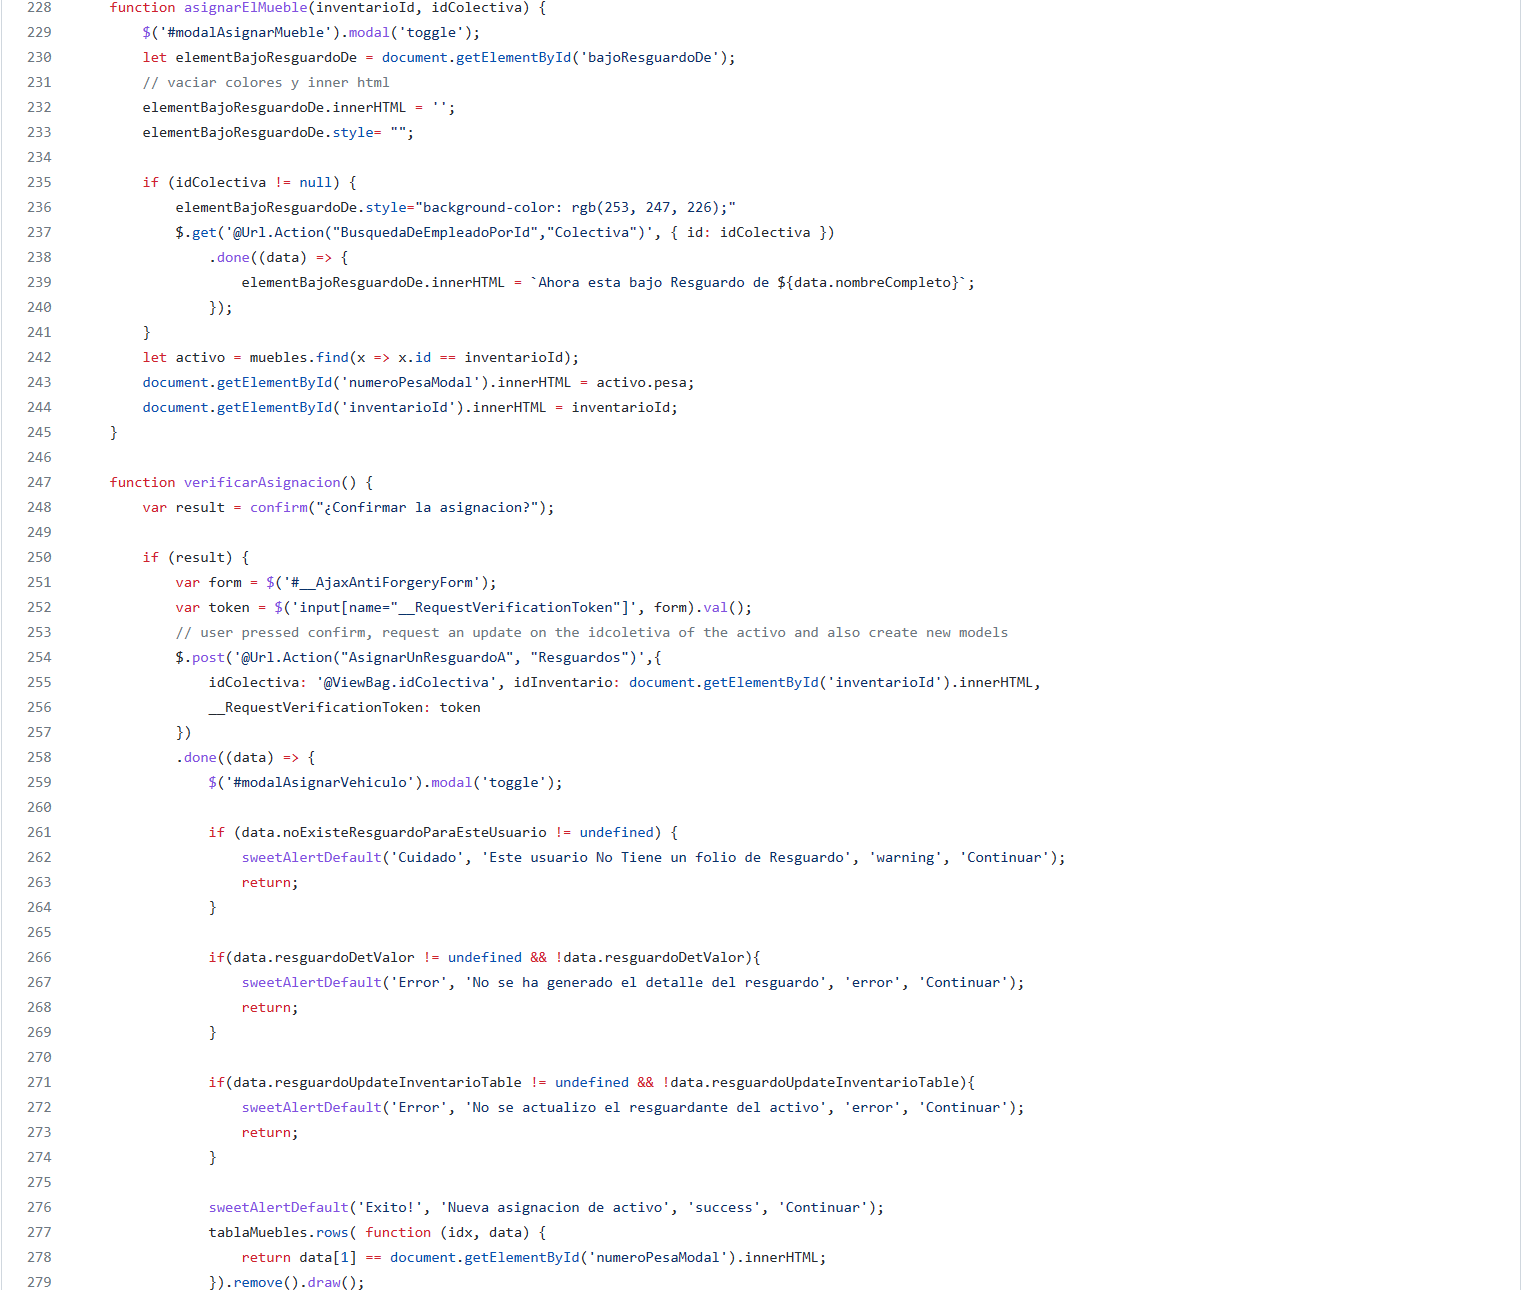 228 function asignarElMueble(inventarioId, idColectiva) {
229 $('#modalAsignarMueble').modal('toggle');
230 let elementBajoResguardoDe = document.getElementById('bajoResguardoDe');
231 // vaciar colores y inner html
232 elementBajoResguardoDe.innerHTML = '';
233 elementBajoResguardoDe.style= "";
234
235 if (idColectiva != null) {
236 elementBajoResguardoDe.style="background-color: rgb(253, 247, 226);"
237 $.get('@Url.Action("BusquedaDeEmpleadoPorId","Colectiva")', { id: idColectiva })
238 .done((data) => {
239 elementBajoResguardoDe.innerHTML = `Ahora esta bajo Resguardo de ${data.nombreCompleto}`;
240 });
241 }
242 let activo = muebles.find(x => x.id == inventarioId);
243 document.getElementById('numeroPesaModal').innerHTML = activo.pesa;
244 document.getElementById('inventarioId').innerHTML = inventarioId;
245 }
246
247 function verificarAsignacion() {
248 var result = confirm("¿Confirmar la asignacion?");
249
250 if (result) {
251 var form = $('#__AjaxAntiForgeryForm');
252 var token = $('input[name="__RequestVerificationToken"]', form).val();
253 // user pressed confirm, request an update on the idcoletiva of the activo and also create new models
254 $.post('@Url.Action("AsignarUnResguardoA", "Resguardos")',{
255 idColectiva: '@ViewBag.idColectiva', idInventario: document.getElementById('inventarioId').innerHTML,
256 __RequestVerificationToken: token
257 })
258 .done((data) => {
259 $('#modalAsignarVehiculo').modal('toggle');
260
261 if (data.noExisteResguardoParaEsteUsuario != undefined) {
262 sweetAlertDefault('Cuidado', 'Este usuario No Tiene un folio de Resguardo', 'warning', 'Continuar');
263 return;
264 }
265
266 if(data.resguardoDetValor != undefined && !data.resguardoDetValor){
267 sweetAlertDefault('Error', 'No se ha generado el detalle del resguardo', 'error', 'Continuar');
268 return;
269 }
270
271 if(data.resguardoUpdateInventarioTable != undefined && !data.resguardoUpdateInventarioTable){
272 sweetAlertDefault('Error', 'No se actualizo el resguardante del activo', 'error', 'Continuar');
273 return;
274 }
275
276 sweetAlertDefault('Exito!', 'Nueva asignacion de activo', 'success', 'Continuar');
277 tablaMuebles.rows( function (idx, data) {
278 return data[1] == document.getElementById('numeroPesaModal').innerHTML;
279 }).remove().draw();